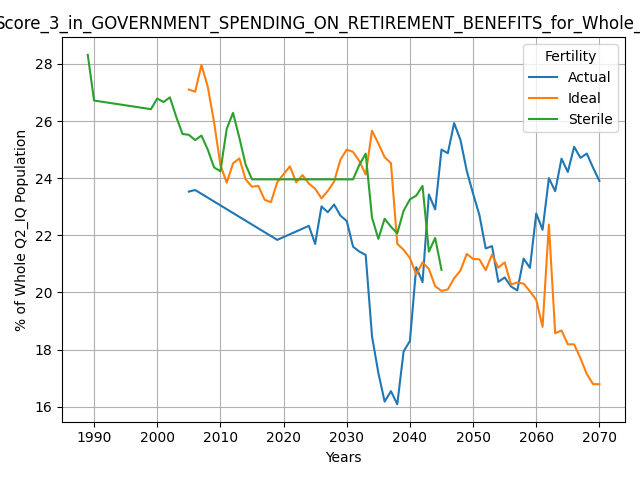 Score_3_in_GOVERNMENT_SPENDING_ON_RETIREMENT_BENEFITS_for_Whole_
Fertility
Actual
Ideal
Sterile
% of Whole Q2_IQ Population
28
26
24
22
20
18
16
1990 2000 2010 2020 2030 2040 2050 2060 2070
Years